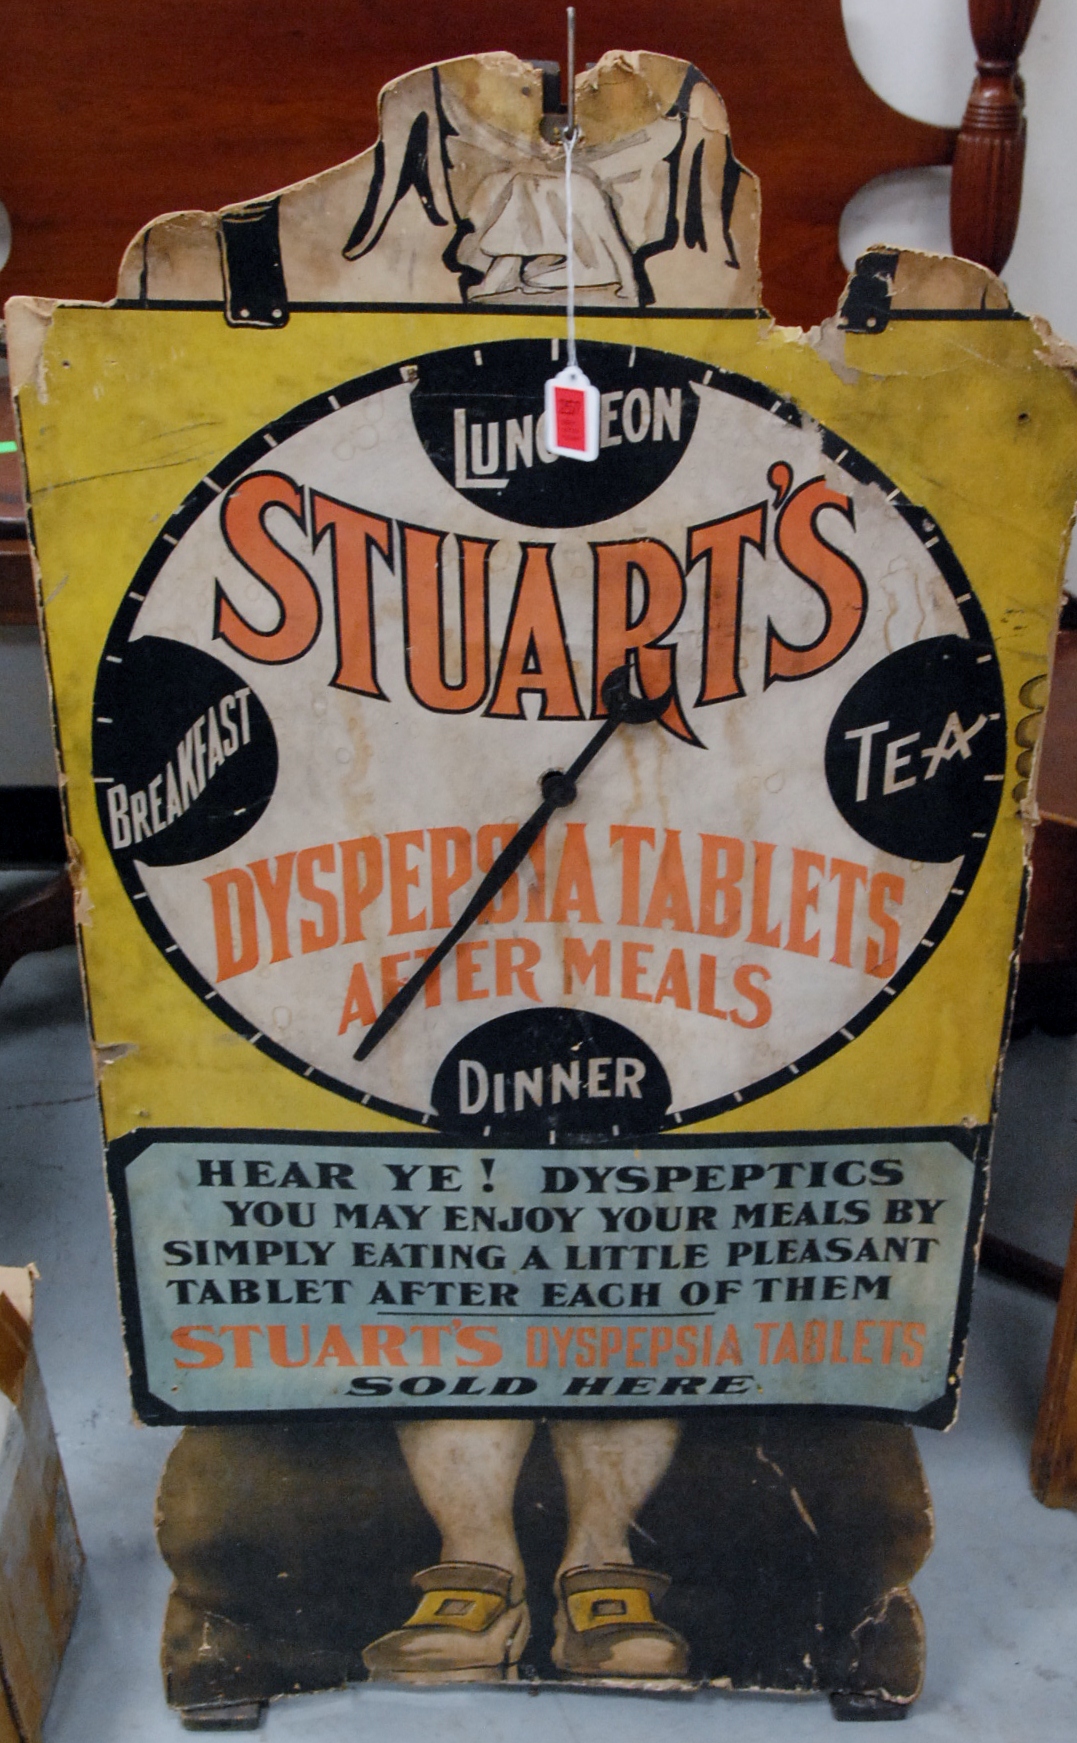 LUNCHEON
STUART'S
BREAKFAST
TEA
DYSPEPSIA TABLETS
AFTER MEALS
DINNER
HEAR YE! DYSPEPTICS
YOU MAY ENJOY YOUR MEALS BY
SIMPLY EATING A LITTLE PLEASANT
TABLET AFTER EACH OF THEM
STUART'S DYSPEPSIA TABLETS
SOLD HERE